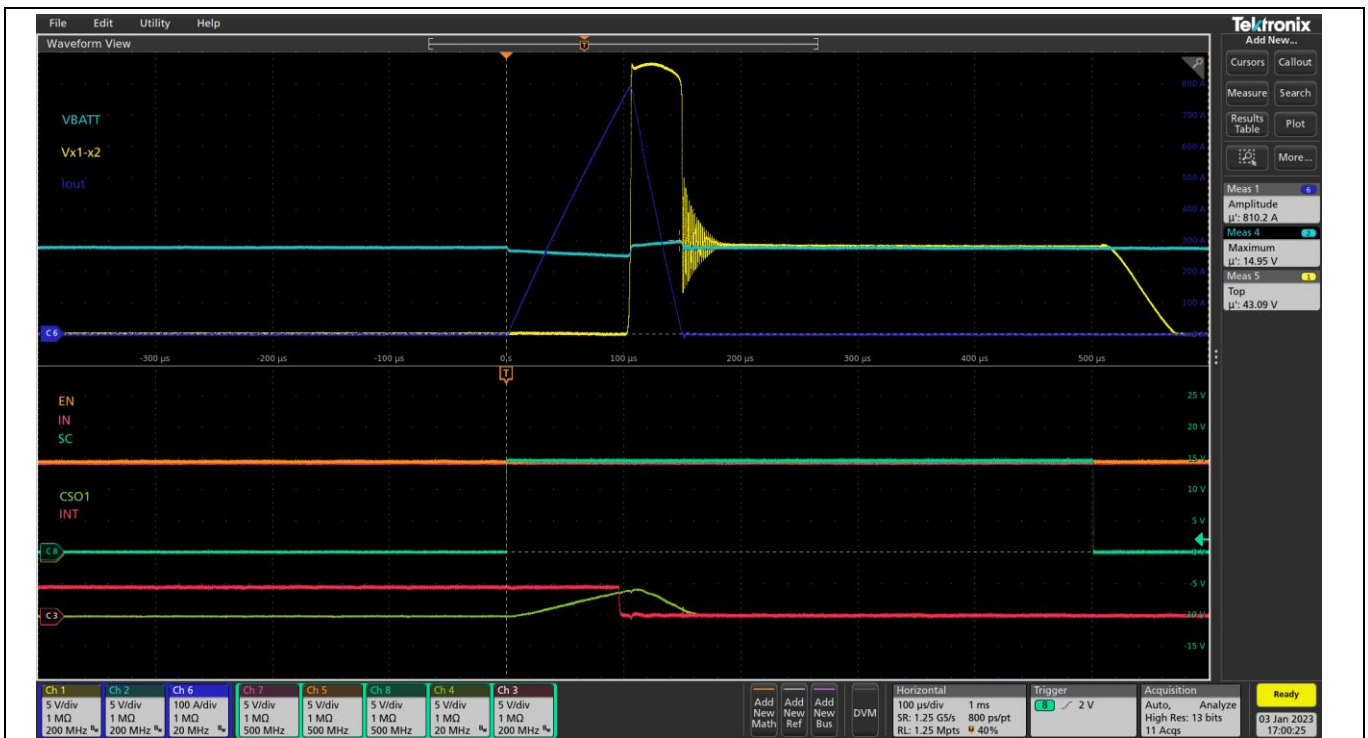 File Edit Utility Help
Tektronix
Waveform View
Add New...
Cursors Callout
Measure Search
Results Table Plot
More...
Meas 1 6
Amplitude
µ': 810.2 A
Meas 4 2
Maximum
µ': 14.95 V
Meas 5 1
Top
µ': 43.09 V
T
VBATT
Vx1-x2
Iout
800 A
700 A
600 A
500 A
400 A
300 A
200 A
100 A
C6
-300 µs -200 µs -100 µs 0 s 100 µs 200 µs 300 µs 400 µs 500 µs
T
EN
IN
SC
CSO1
INT
25 V
20 V
15 V
10 V
5 V
0 V
-5 V
-10 V
-15 V
C8
C3
Ch 1
5 V/div
1 MΩ
200 MHz
Ch 2
5 V/div
1 MΩ
200 MHz
Ch 6
100 A/div
1 MΩ
20 MHz
Ch 7
5 V/div
1 MΩ
500 MHz
Ch 5
5 V/div
1 MΩ
500 MHz
Ch 8
5 V/div
1 MΩ
500 MHz
Ch 4
5 V/div
1 MΩ
20 MHz
Ch 3
5 V/div
1 MΩ
200 MHz
Add New Math
Add New Ref
Add New Bus
DVM
Horizontal
100 µs/div 1 ms
SR: 1.25 GS/s 800 ps/pt
RL: 1.25 Mpts 40%
Trigger
8 2 V
Acquisition
Auto, Analyze
High Res: 13 bits
11 Acqs
Ready
03 Jan 2023
17:00:25